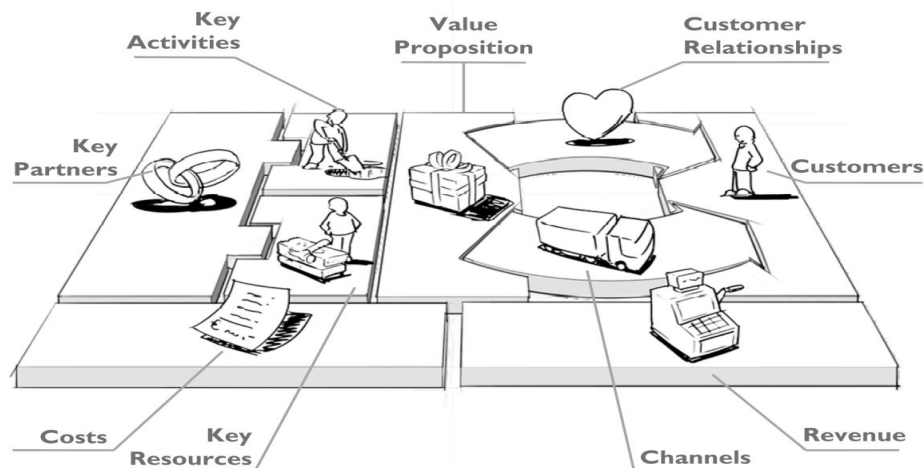 Key
Activities
Value
Proposition
Customer
Relationships
Key
Partners
Customers
Costs
Key
Resources
Channels
Revenue